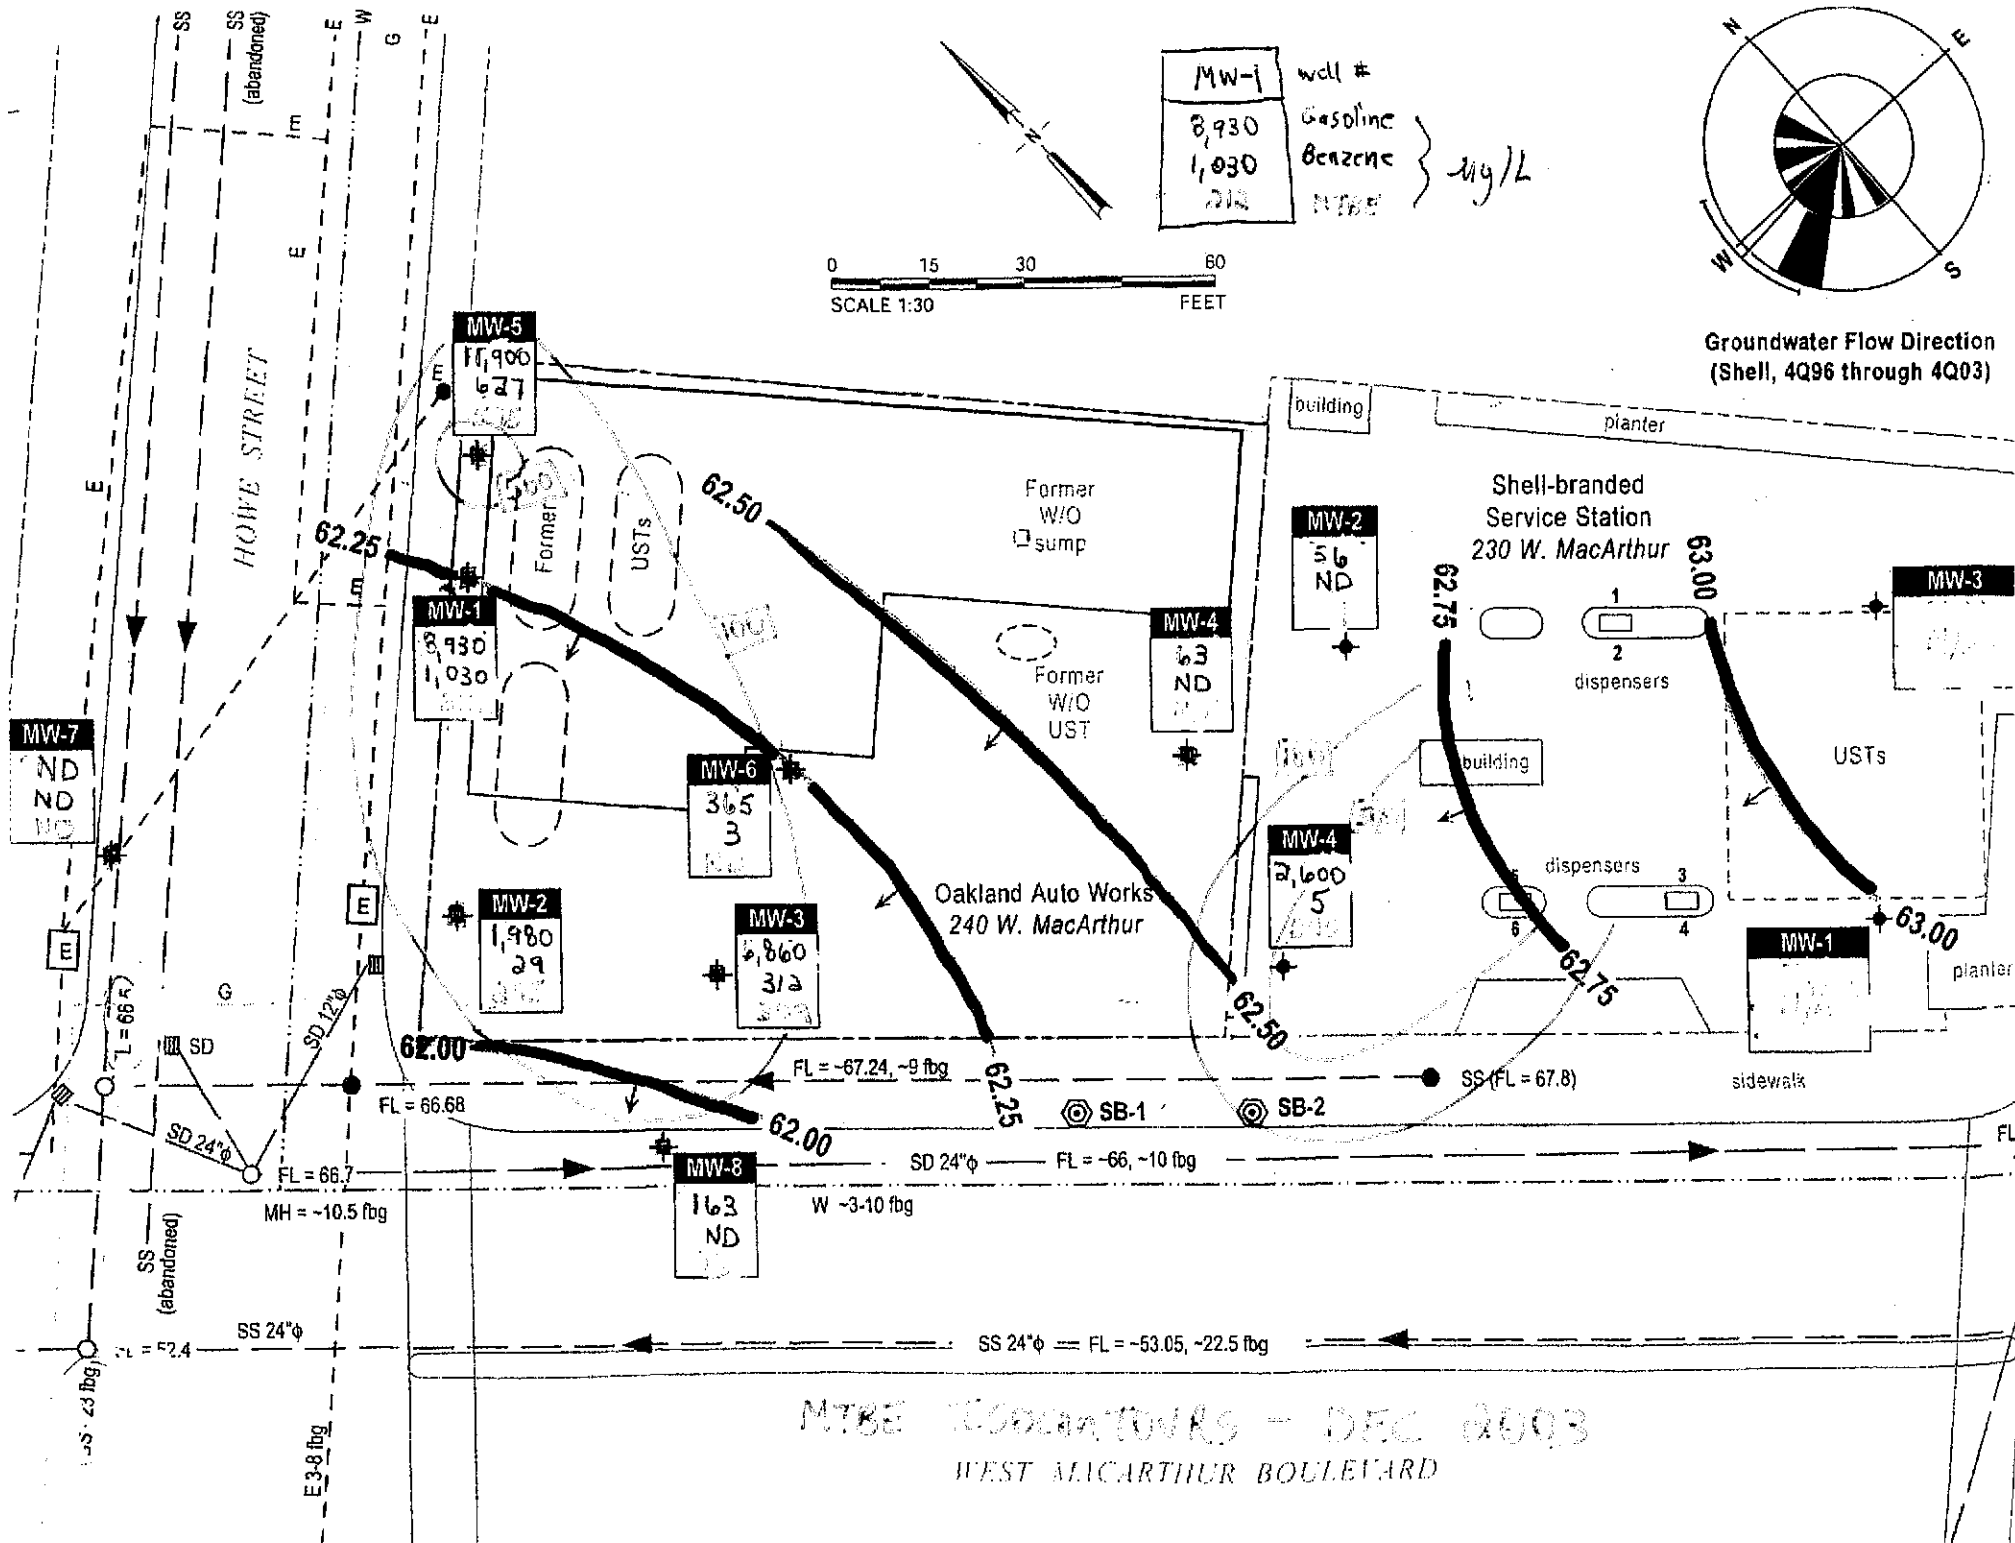 SS
SS
(abandoned)
E
W
G
E
MW-1 well #
8,930 Gasoline
1,030 Benzene
212 MTBE
ug/L
N
E
W
S
Groundwater Flow Direction
(Shell, 4Q96 through 4Q03)
N
0 15 30 60
SCALE 1:30 FEET
E
E
E
E
E
HOWE STREET
MW-5
11,900
627
500
Former
USTs
62.25
62.50
100
Former
W/O
sump
building
planter
Shell-branded
Service Station
230 W. MacArthur
MW-2
56
ND
62.75
63.00
MW-3
1
2
dispensers
MW-1
8,930
1,030
Former
W/O
UST
MW-4
63
ND
building
USTs
MW-7
ND
ND
ND
MW-6
365
3
MW-4
2,600
5
dispensers
5
6
3
4
Oakland Auto Works
240 W. MacArthur
E
E
MW-2
1,980
29
MW-3
6,860
312
MW-1
63.00
planter
62.75
62.50
62.25
62.00
62.00
G
SD
SD 12"φ
SD 24"φ
FL = 66.68
FL = ~67.24, ~9 fbg
SS (FL = 67.8)
sidewalk
SB-1
SB-2
FL = 66.7
SD 24"φ FL = ~66, ~10 fbg
FL
MH = ~10.5 fbg
W ~3-10 fbg
MW-8
163
ND
SS
(abandoned)
SS 24"φ
SS 24"φ FL = ~53.05, ~22.5 fbg
E 3-8 fbg
MTBE ISOCONTOURS - DEC 2003
WEST MACARTHUR BOULEVARD